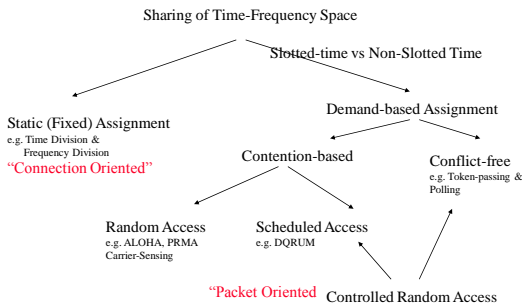 Sharing of Time-Frequency Space
Slotted-time vs Non-Slotted Time
Static (Fixed) Assignment
e.g. Time Division &
Frequency Division
“Connection Oriented”
Demand-based Assignment
Contention-based
Conflict-free
e.g. Token-passing &
Polling
Random Access
e.g. ALOHA, PRMA
Carrier-Sensing
Scheduled Access
e.g. DQRUM
“Packet Oriented
Controlled Random Access